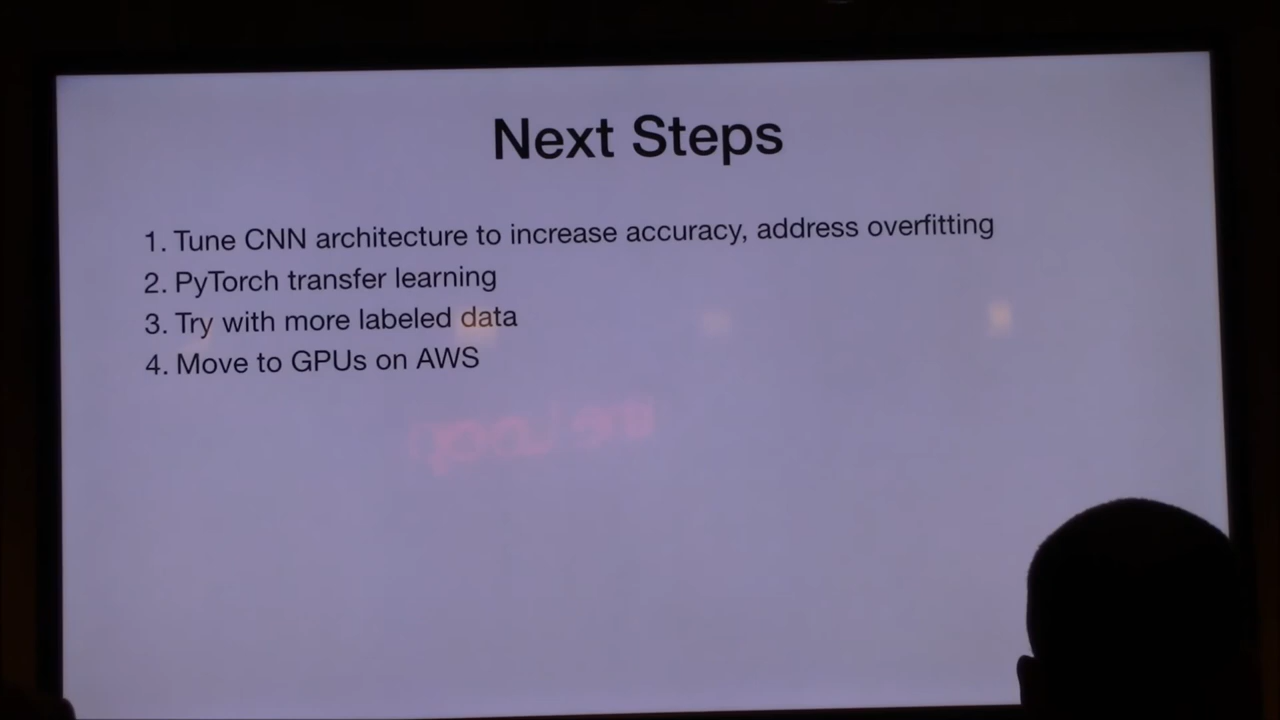 Next Steps
1. Tune CNN architecture to increase accuracy, address overfitting
2. PyTorch transfer learning
3. Try with more labeled data
4. Move to GPUs on AWS